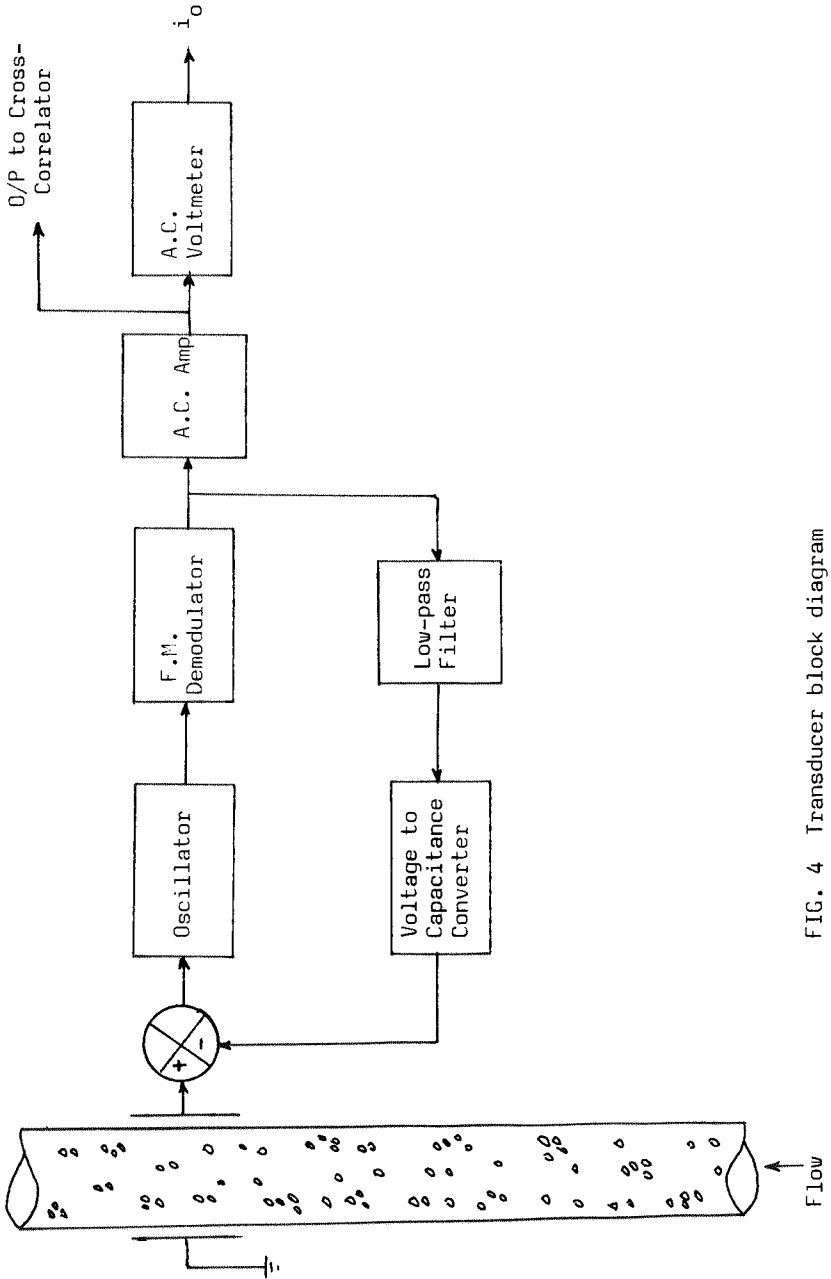 O/P to Cross-
Correlator
i₀
A.C.
Voltmeter
A.C. Amp
F.M.
Demodulator
Low-pass
Filter
Oscillator
Voltage to
Capacitance
Converter
+
-
Flow
FIG. 4 Transducer block diagram